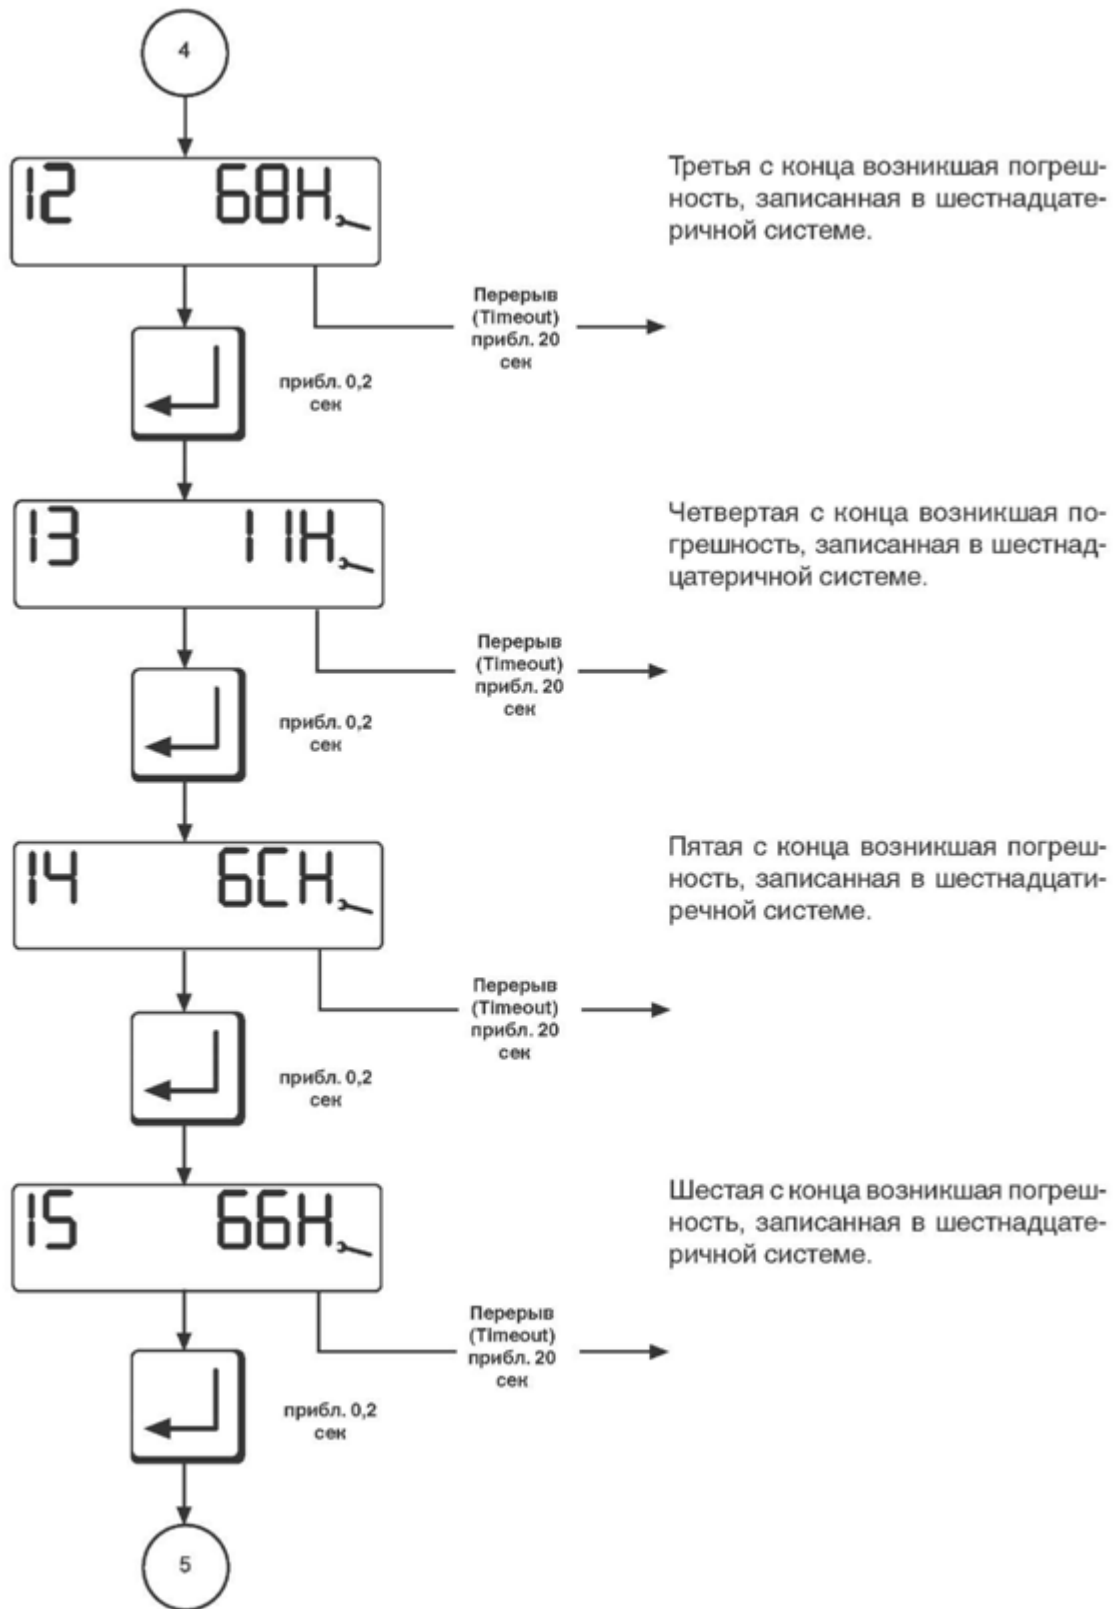 4
12 68H
Третья с конца возникшая погреш-
ность, записанная в шестнадцате-
ричной системе.
Перерыв
(Timeout)
прибл. 20
сек
прибл. 0,2
сек
13 11H
Четвертая с конца возникшая по-
грешность, записанная в шестнад-
цатеричной системе.
Перерыв
(Timeout)
прибл. 20
сек
прибл. 0,2
сек
14 6CH
Пятая с конца возникшая погреш-
ность, записанная в шестнадцати-
речной системе.
Перерыв
(Timeout)
прибл. 20
сек
прибл. 0,2
сек
15 66H
Шестая с конца возникшая погреш-
ность, записанная в шестнадцате-
ричной системе.
Перерыв
(Timeout)
прибл. 20
сек
прибл. 0,2
сек
5